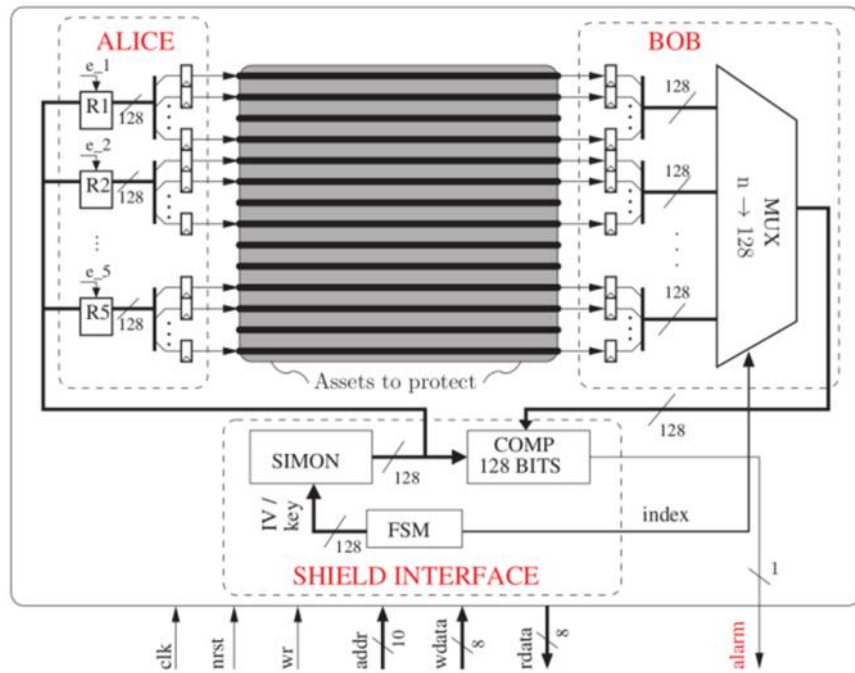 ALICE
BOB
e_1
R1
128
128
e_2
R2
128
128
...
e_5
R5
128
128
MUX
n → 128
Assets to protect
128
SIMON
128
COMP
128 BITS
IV /
key
128
FSM
index
SHIELD INTERFACE
1
clk
nrst
wr
addr
10
wdata
8
rdata
8
alarm